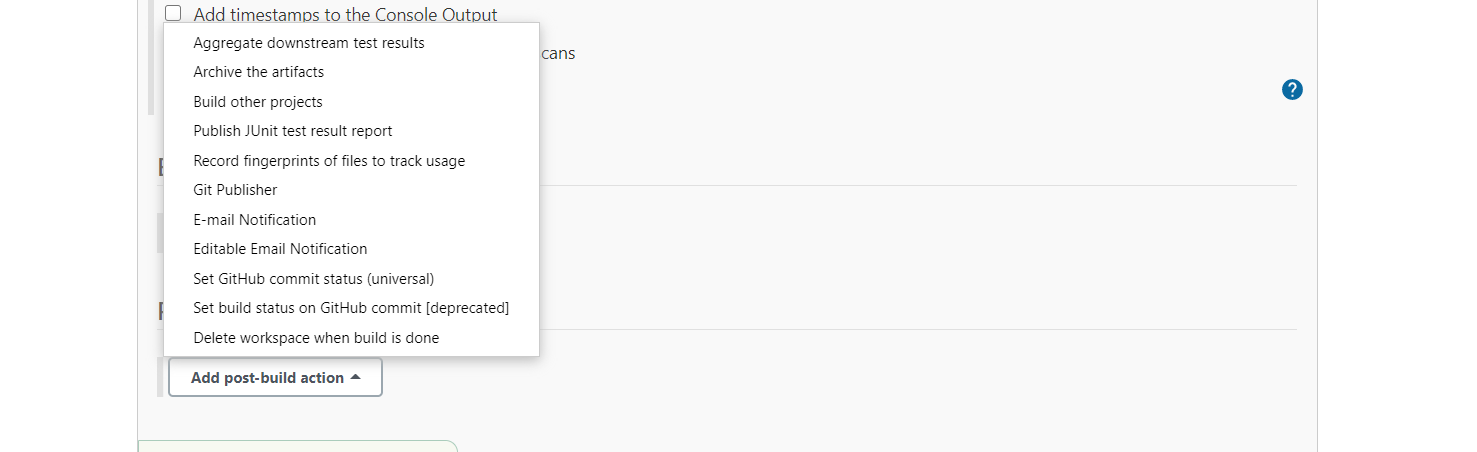 Add timestamps to the Console Output
Aggregate downstream test results
cans
Archive the artifacts
?
Build other projects
Publish JUnit test result report
Record fingerprints of files to track usage
Git Publisher
E-mail Notification
Editable Email Notification
Set GitHub commit status (universal)
Set build status on GitHub commit [deprecated]
Delete workspace when build is done
Add post-build action